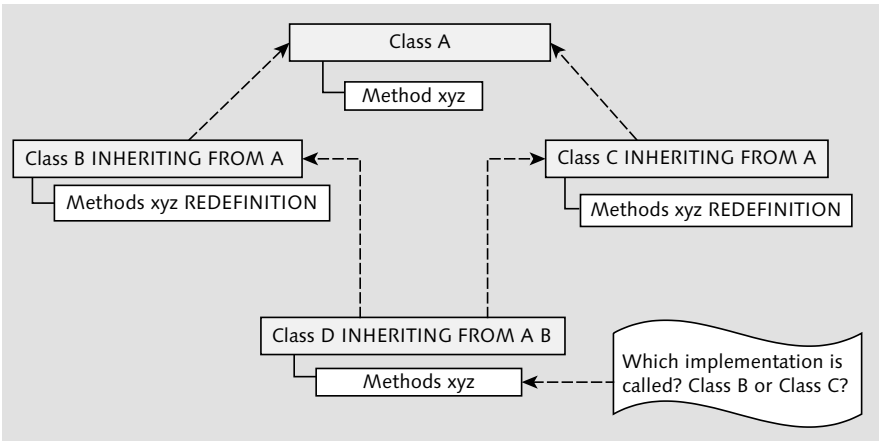 Class A
Method xyz
Class B INHERITING FROM A
Class C INHERITING FROM A
Methods xyz REDEFINITION
Methods xyz REDEFINITION
Class D INHERITING FROM A B
Which implementation is
called? Class B or Class C?
Methods xyz